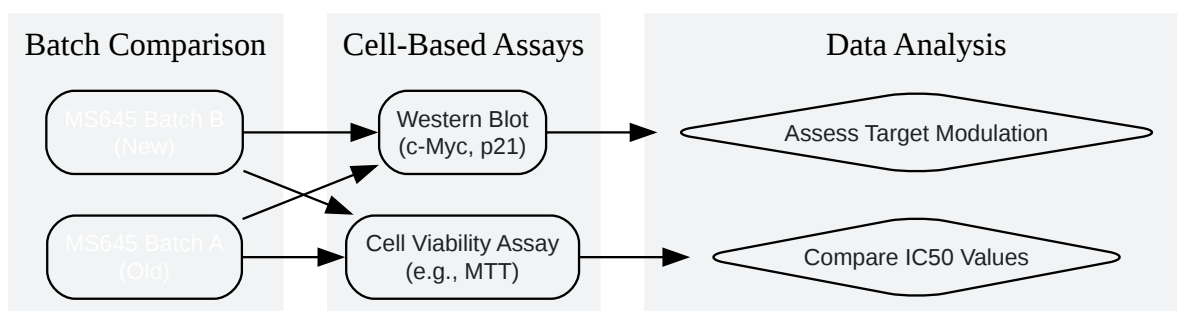 Batch Comparison
Cell-Based Assays
Data Analysis
MS645 Batch B
(New)
Western Blot
(c-Myc, p21)
Assess Target Modulation
MS645 Batch A
(Old)
Cell Viability Assay
(e.g., MTT)
Compare IC50 Values